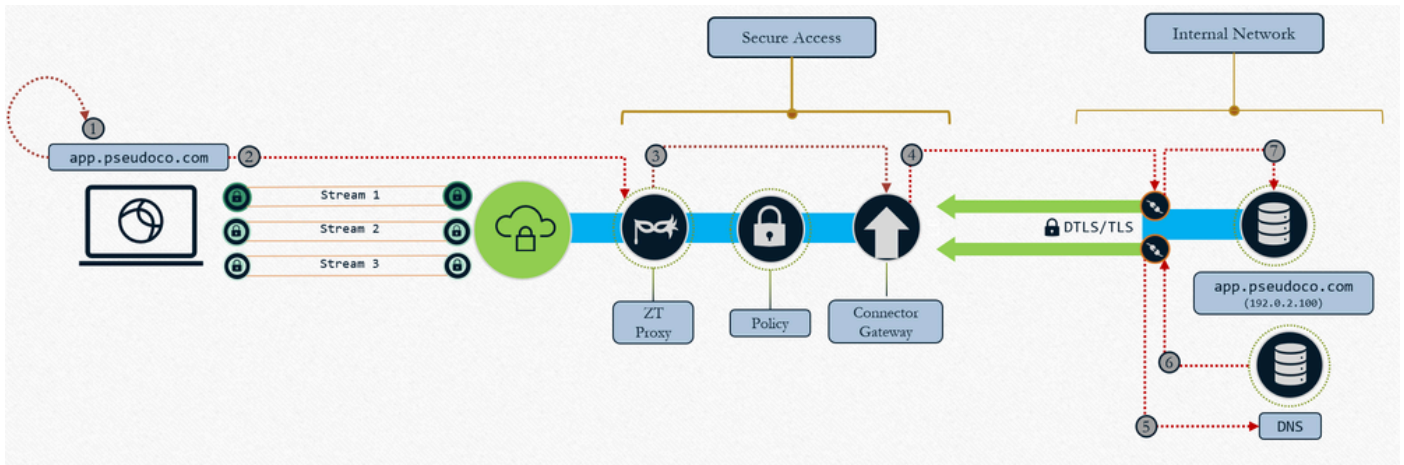 Secure Access
Internal Network
1
app.pseudoco.com
2
3
4
7
Stream 1
Stream 2
Stream 3
DTLS/TLS
app.pseudoco.com
(192.0.2.100)
ZT
Proxy
Policy
Connector
Gateway
6
5
DNS